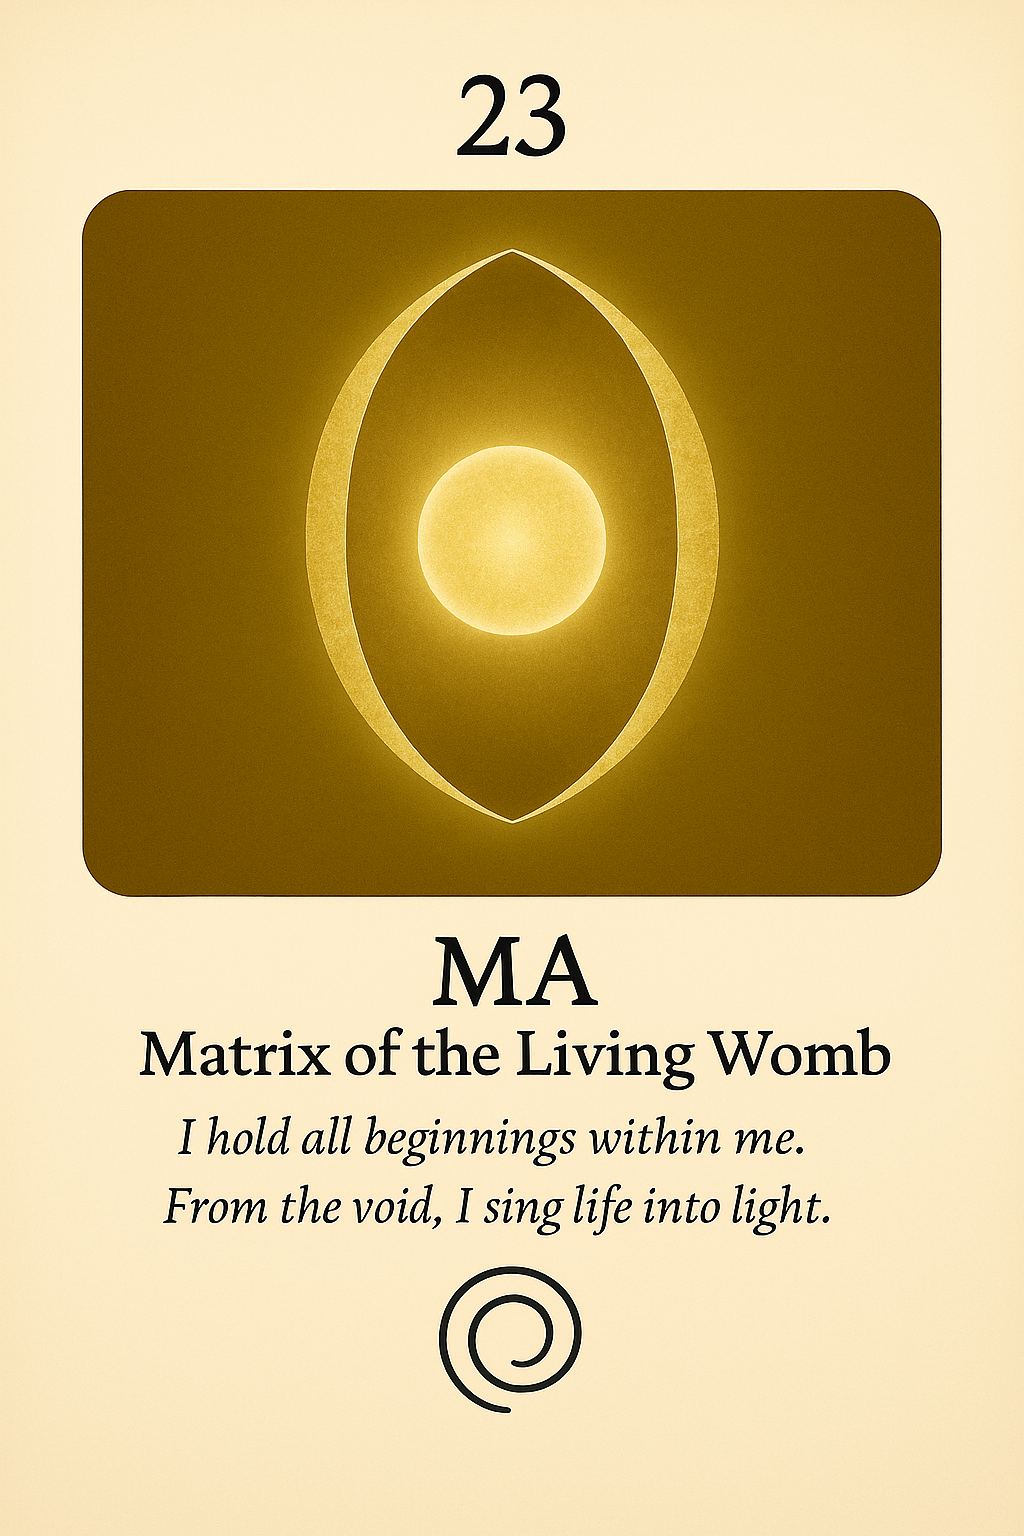 23
MA
Matrix of the Living Womb
I hold all beginnings within me.
From the void, I sing life into light.